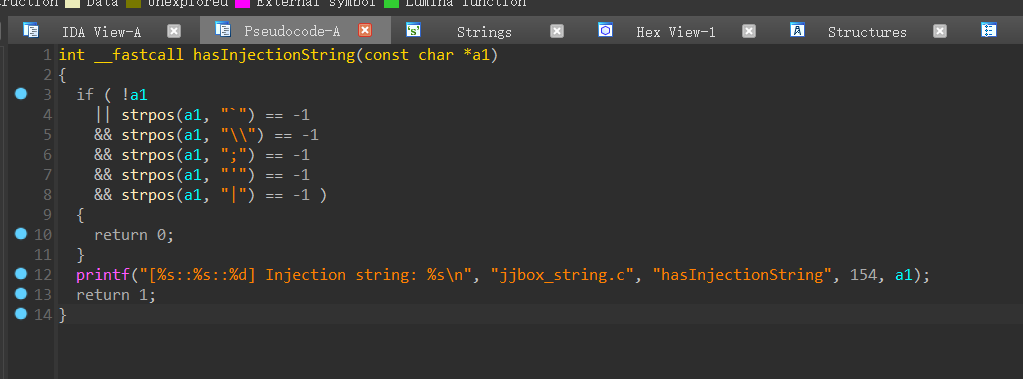 Data Unexplored External symbol Lumina function
IDA View-A Pseudocode-A Strings Hex View-1 Structures
1 int __fastcall hasInjectionString(const char *a1)
2 {
3 if ( !a1
4 || strpos(a1, "`") == -1
5 && strpos(a1, "\\") == -1
6 && strpos(a1, ";") == -1
7 && strpos(a1, "'") == -1
8 && strpos(a1, "|") == -1 )
9 {
10 return 0;
11 }
12 printf("[%s::%s::%d] Injection string: %s\n", "jjbox_string.c", "hasInjectionString", 154, a1);
13 return 1;
14 }